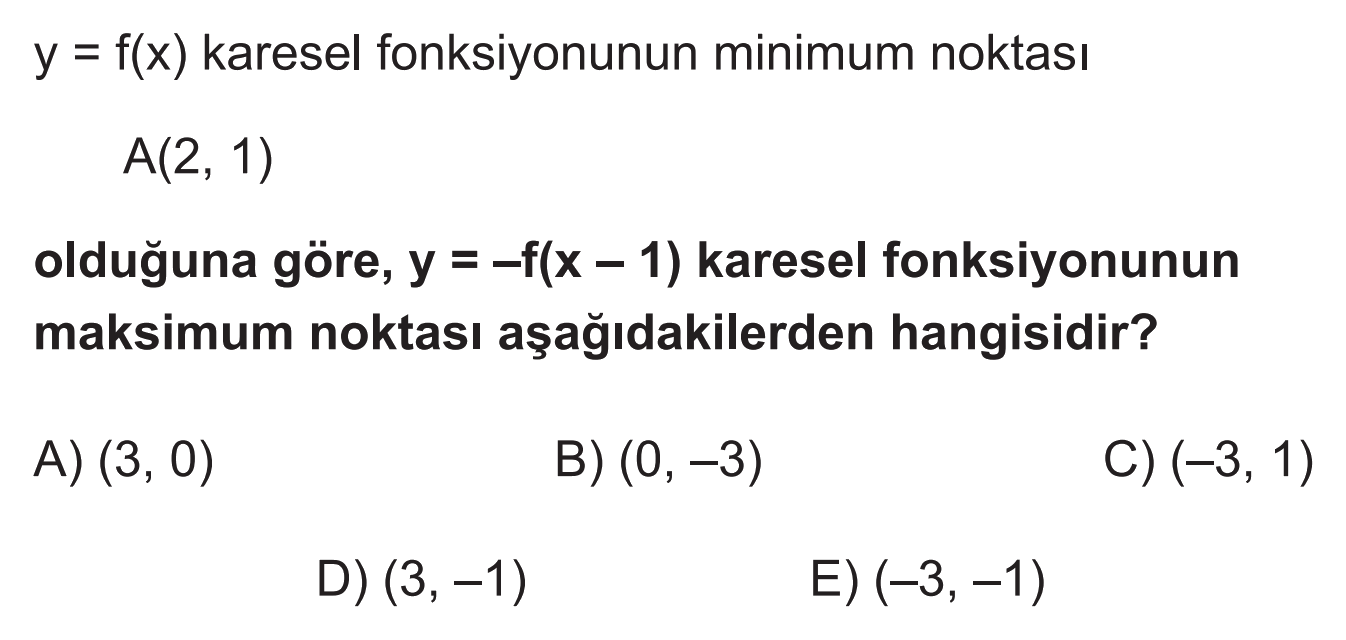 y = f(x) karesel fonksiyonunun minimum noktası
A(2, 1)
olduğuna göre, y = –f(x – 1) karesel fonksiyonunun
maksimum noktası aşağıdakilerden hangisidir?
A) (3, 0) B) (0, –3) C) (–3, 1)
D) (3, –1) E) (–3, –1)